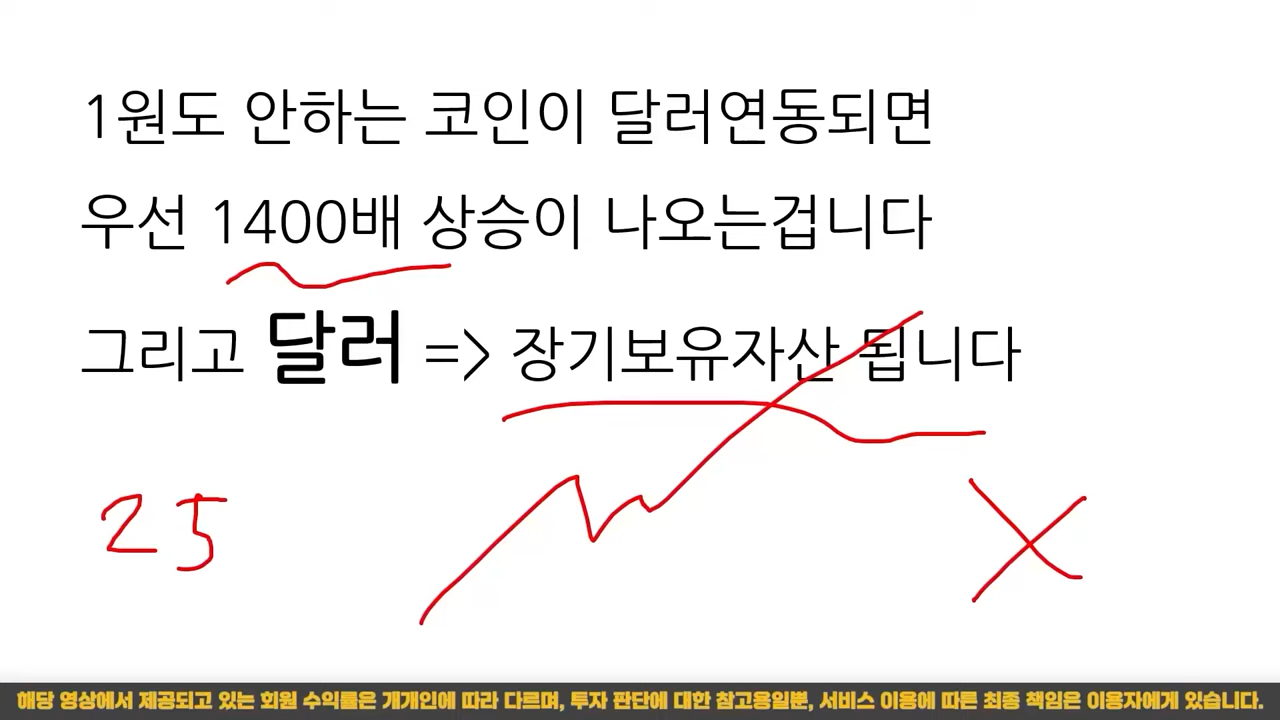 1원도 안하는 코인이 달러연동되면
우선 1400배 상승이 나오는겁니다
그리고 달러 => 장기보유자산 됩니다
25
해당 영상에서 제공되고 있는 회원 수익률은 개개인에 따라 다르며, 투자 판단에 대한 참고용일뿐, 서비스 이용에 따른 최종 책임은 이용자에게 있습니다.